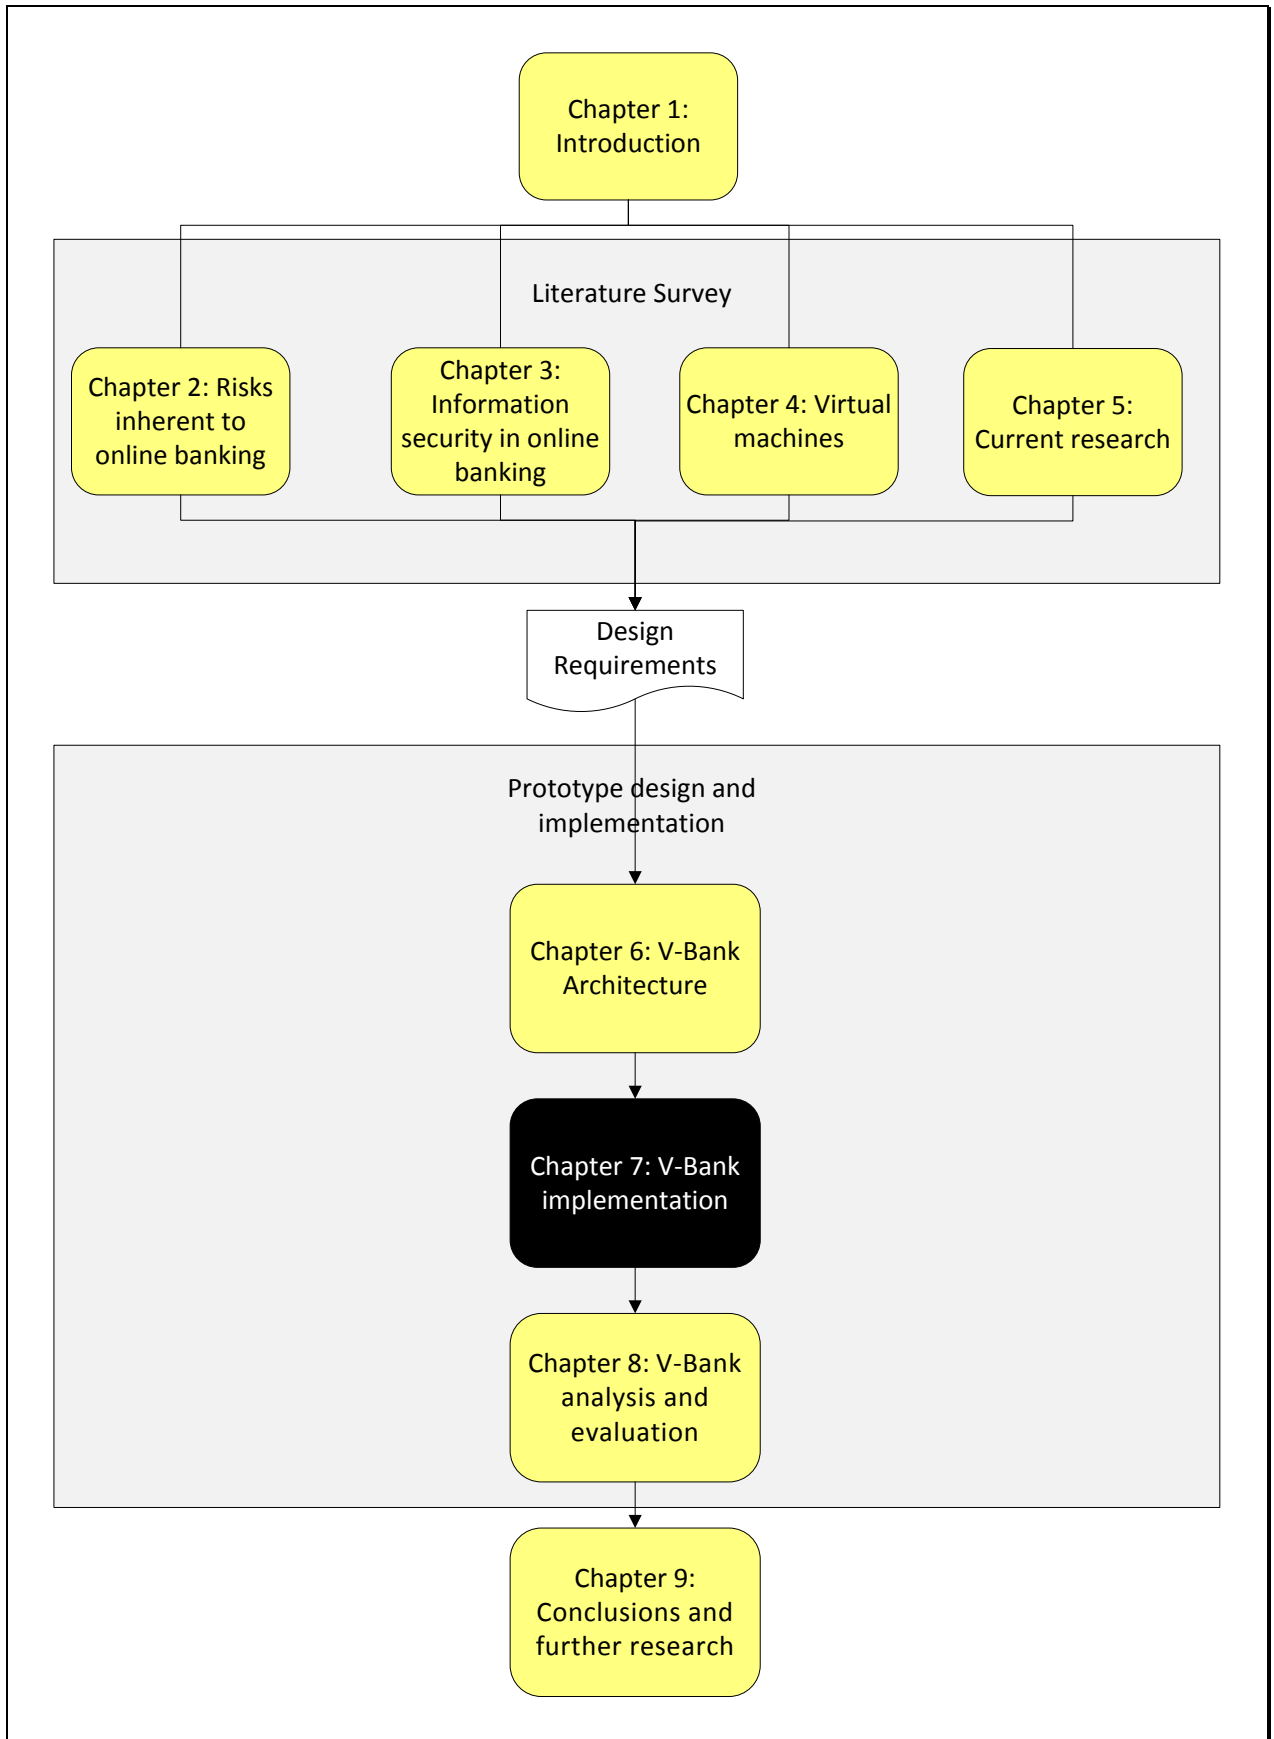 Chapter 1:
Introduction
Literature Survey
Chapter 2: Risks
inherent to
online banking
Chapter 3:
Information
security in online
banking
Chapter 4: Virtual
machines
Chapter 5:
Current research
Design
Requirements
Prototype design and
implementation
Chapter 6: V-Bank
Architecture
Chapter 7: V-Bank
implementation
Chapter 8: V-Bank
analysis and
evaluation
Chapter 9:
Conclusions and
further research